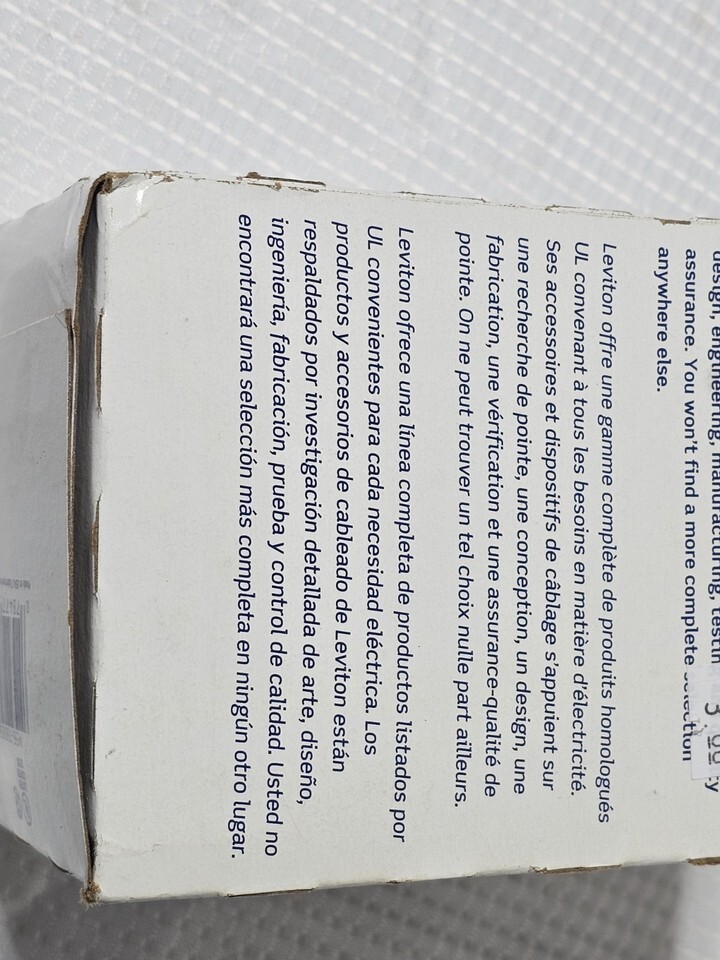 design, engineering, manufacturing,
assurance. You won't find a more complete selection
anywhere else.
Leviton offre une gamme complète de produits homologués
UL convenant à tous les besoins en matière d'électricité.
Ses accessoires et dispositifs de câblage s'appuient sur
une recherche de pointe, une conception, un design, une
fabrication, une vérification et une assurance-qualité de
pointe. On ne peut trouver un tel choix nulle part ailleurs.
Leviton ofrece una línea completa de productos listados por
UL convenientes para cada necesidad eléctrica. Los
productos y accesorios de cableado de Leviton están
respaldados por investigación detallada de arte, diseño,
ingeniería, fabricación, prueba y control de calidad. Usted no
encontrará una selección más completa en ningún otro lugar.